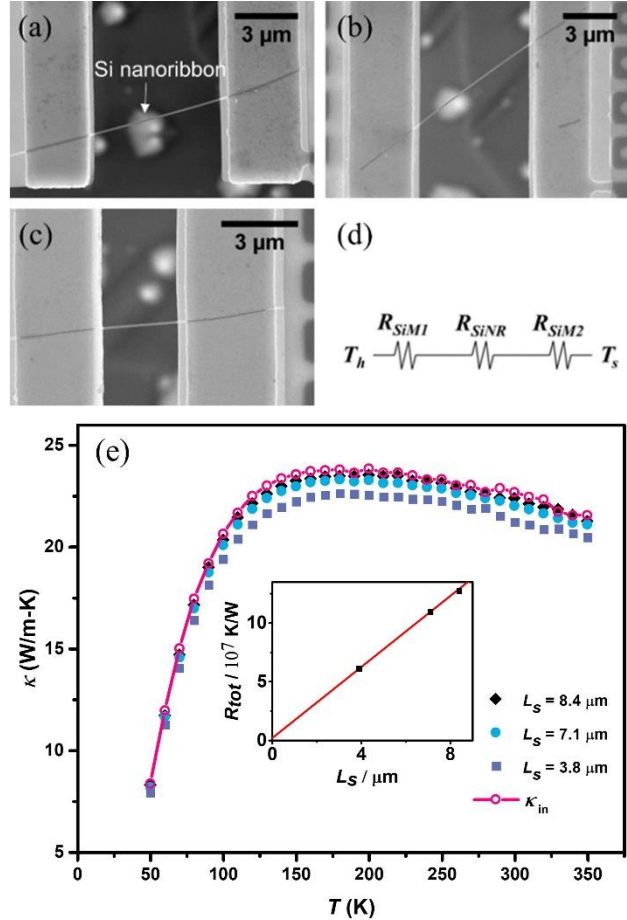 (a)
3 μm
Si nanoribbon
(b)
3 μm
(c)
3 μm
(d)
R_SiM1 R_SiNR R_SiM2
T_h T_s
(e)
κ (W/m-K)
25
20
15
10
5
R_tot / 10^7 K/W
10
5
0
0 4 8
L_S / μm
L_S = 8.4 μm
L_S = 7.1 μm
L_S = 3.8 μm
κ_in
0 50 100 150 200 250 300 350
T (K)